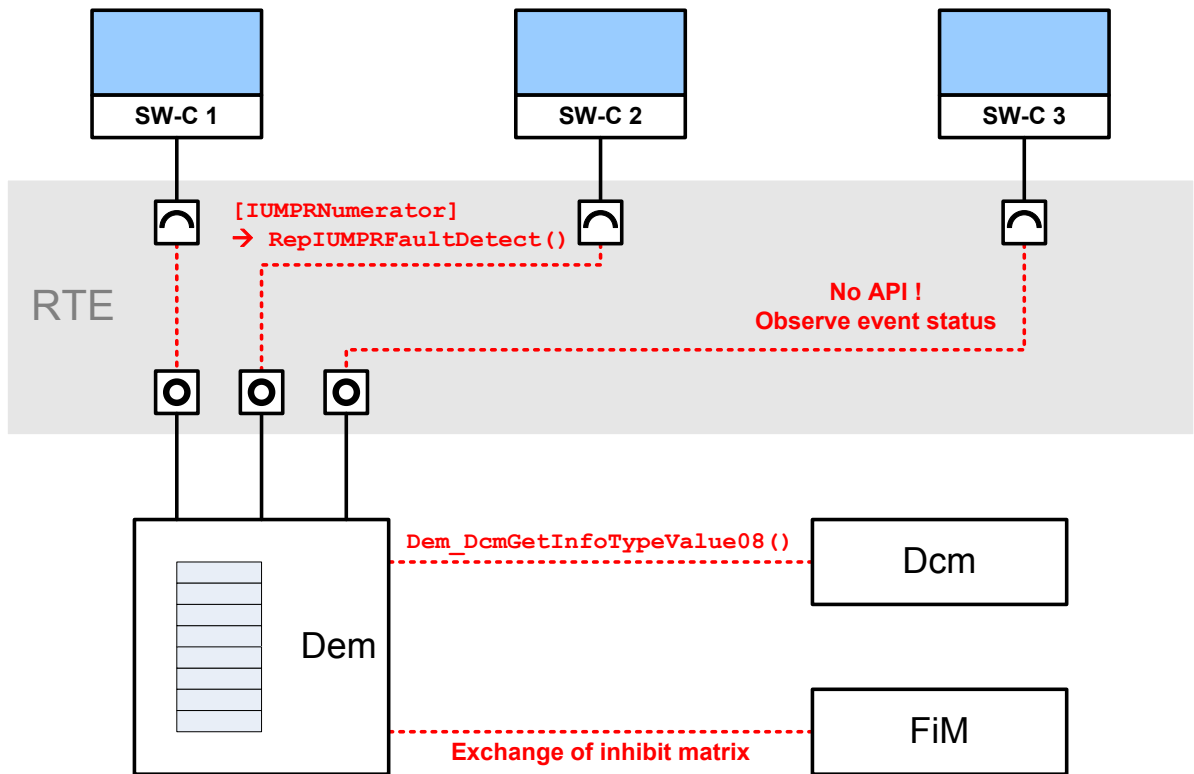 SW-C 1
SW-C 2
SW-C 3
[IUMPRNumerator]
→ RepIUMPRFaultDetect()
RTE
No API !
Observe event status
Dem_DcmGetInfoTypeValue08()
Dcm
Dem
FiM
Exchange of inhibit matrix